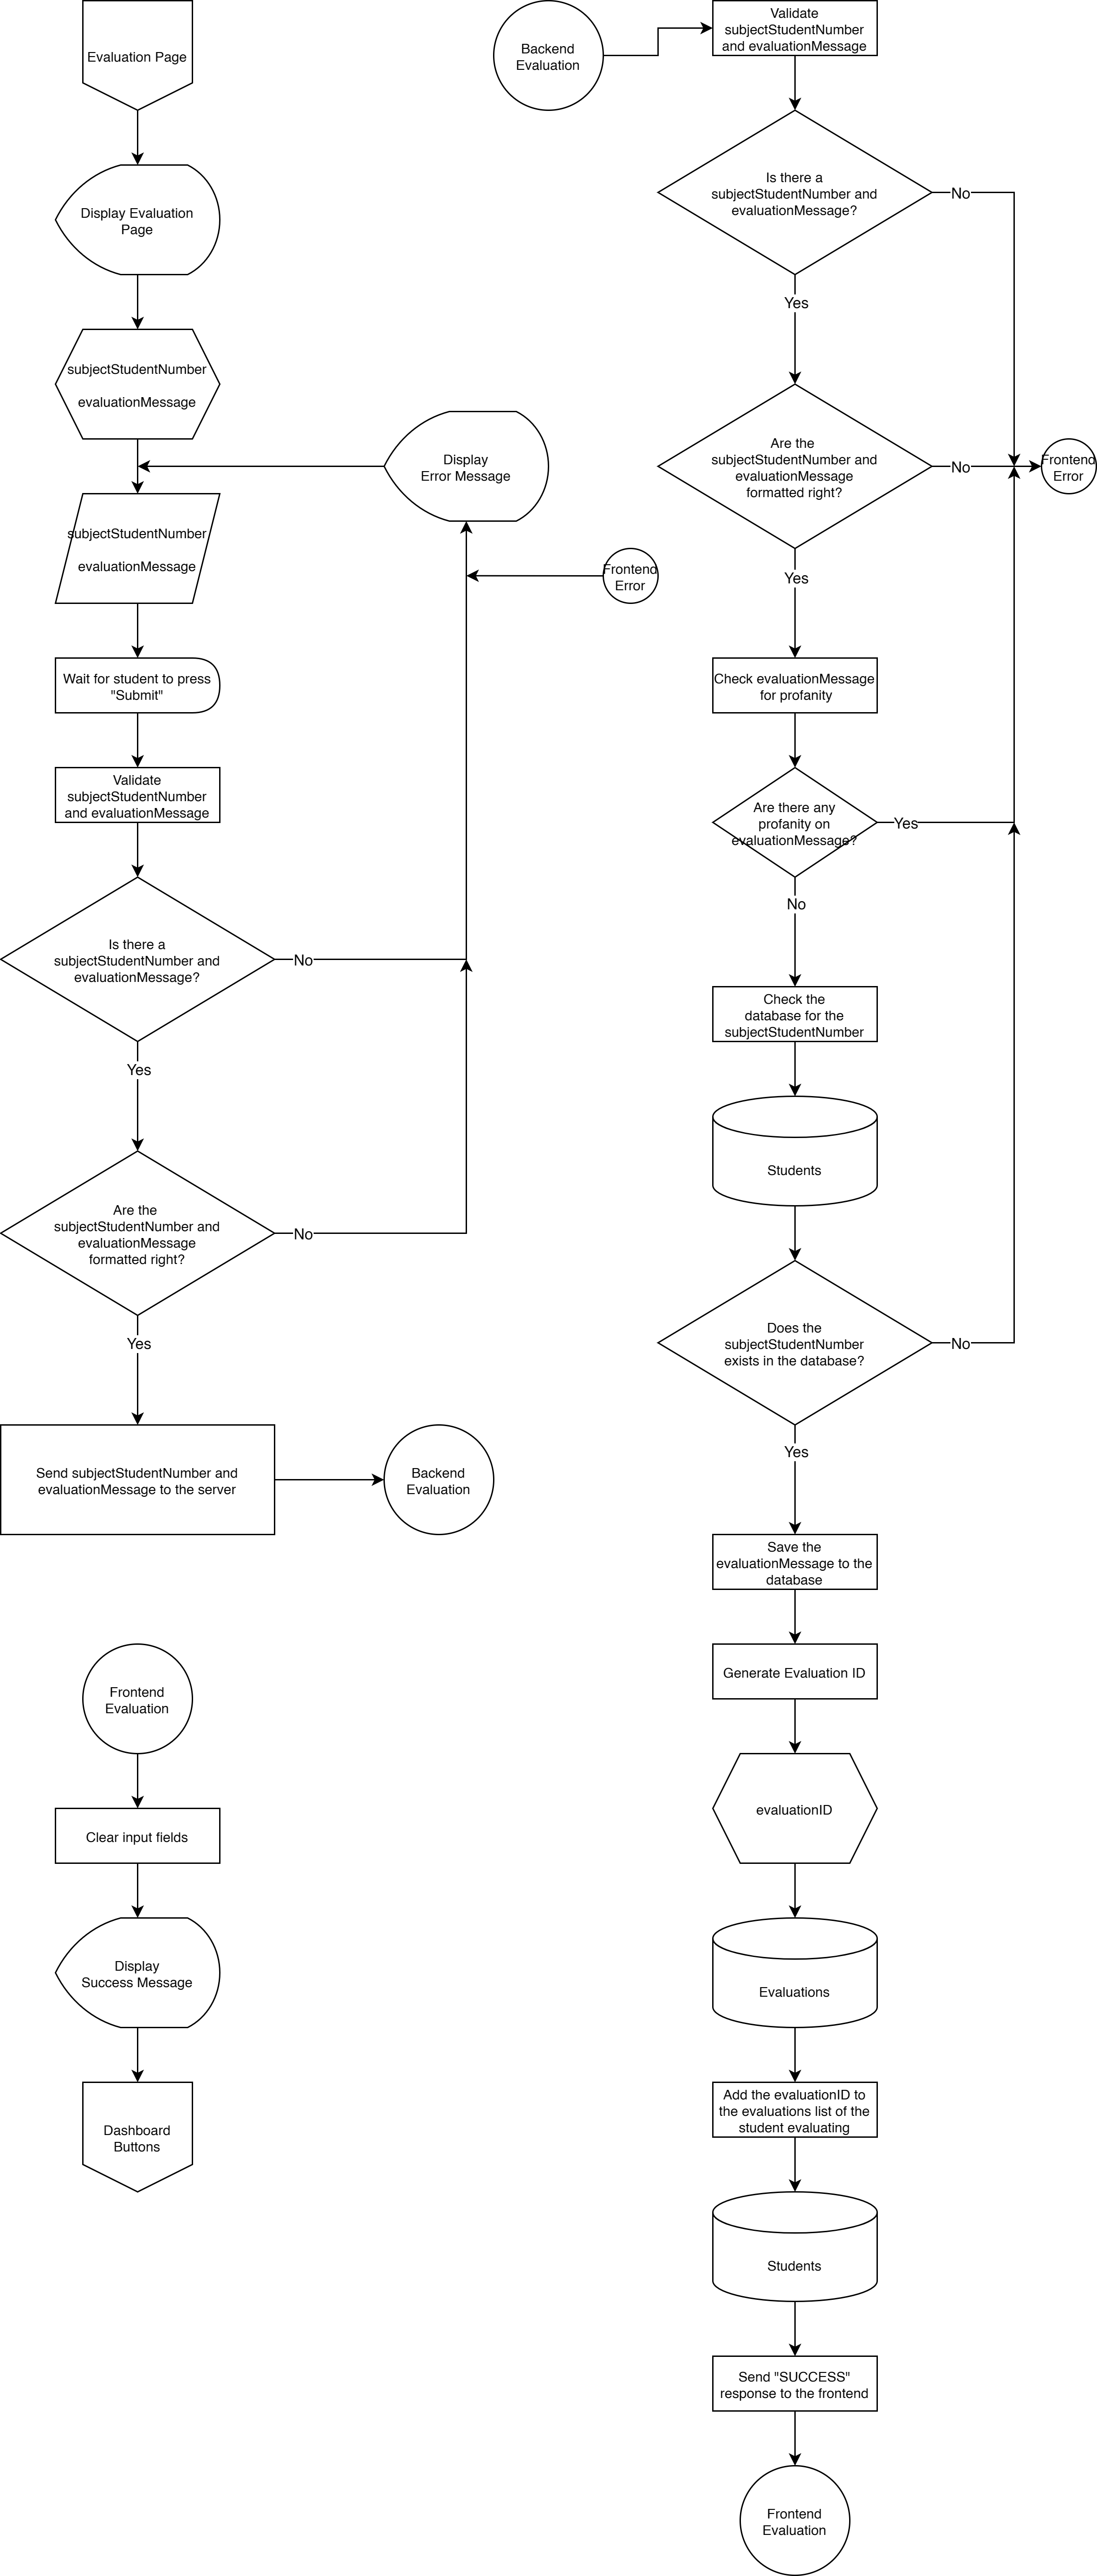 Evaluation Page
Display Evaluation
Page
subjectStudentNumber
evaluationMessage
Display
Error Message
subjectStudentNumber
evaluationMessage
Frontend
Error
Wait for student to press
"Submit"
Validate
subjectStudentNumber
and evaluationMessage
Is there a
subjectStudentNumber and
evaluationMessage?
No
Yes
Are the
subjectStudentNumber and
evaluationMessage
formatted right?
No
Yes
Send subjectStudentNumber and
evaluationMessage to the server
Backend
Evaluation
Frontend
Evaluation
Clear input fields
Display
Success Message
Dashboard
Buttons
Backend
Evaluation
Validate
subjectStudentNumber
and evaluationMessage
Is there a
subjectStudentNumber and
evaluationMessage?
No
Yes
Are the
subjectStudentNumber and
evaluationMessage
formatted right?
No
Frontend
Error
Yes
Check evaluationMessage
for profanity
Are there any
profanity on
evaluationMessage?
Yes
No
Check the
database for the
subjectStudentNumber
Students
Does the
subjectStudentNumber
exists in the database?
No
Yes
Save the
evaluationMessage to the
database
Generate Evaluation ID
evaluationID
Evaluations
Add the evaluationID to
the evaluations list of the
student evaluating
Students
Send "SUCCESS"
response to the frontend
Frontend
Evaluation